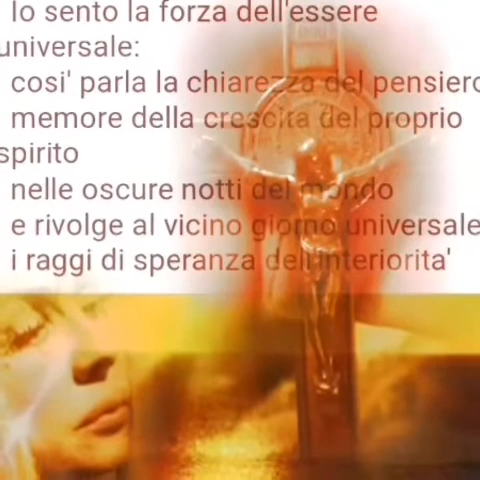 Io sento la forza dell'essere
universale:
cosi' parla la chiarezza del pensiero
memore della crescita del proprio
spirito
nelle oscure notti del mondo
e rivolge al vicino giorno universale
i raggi di speranza dell'interiorita'